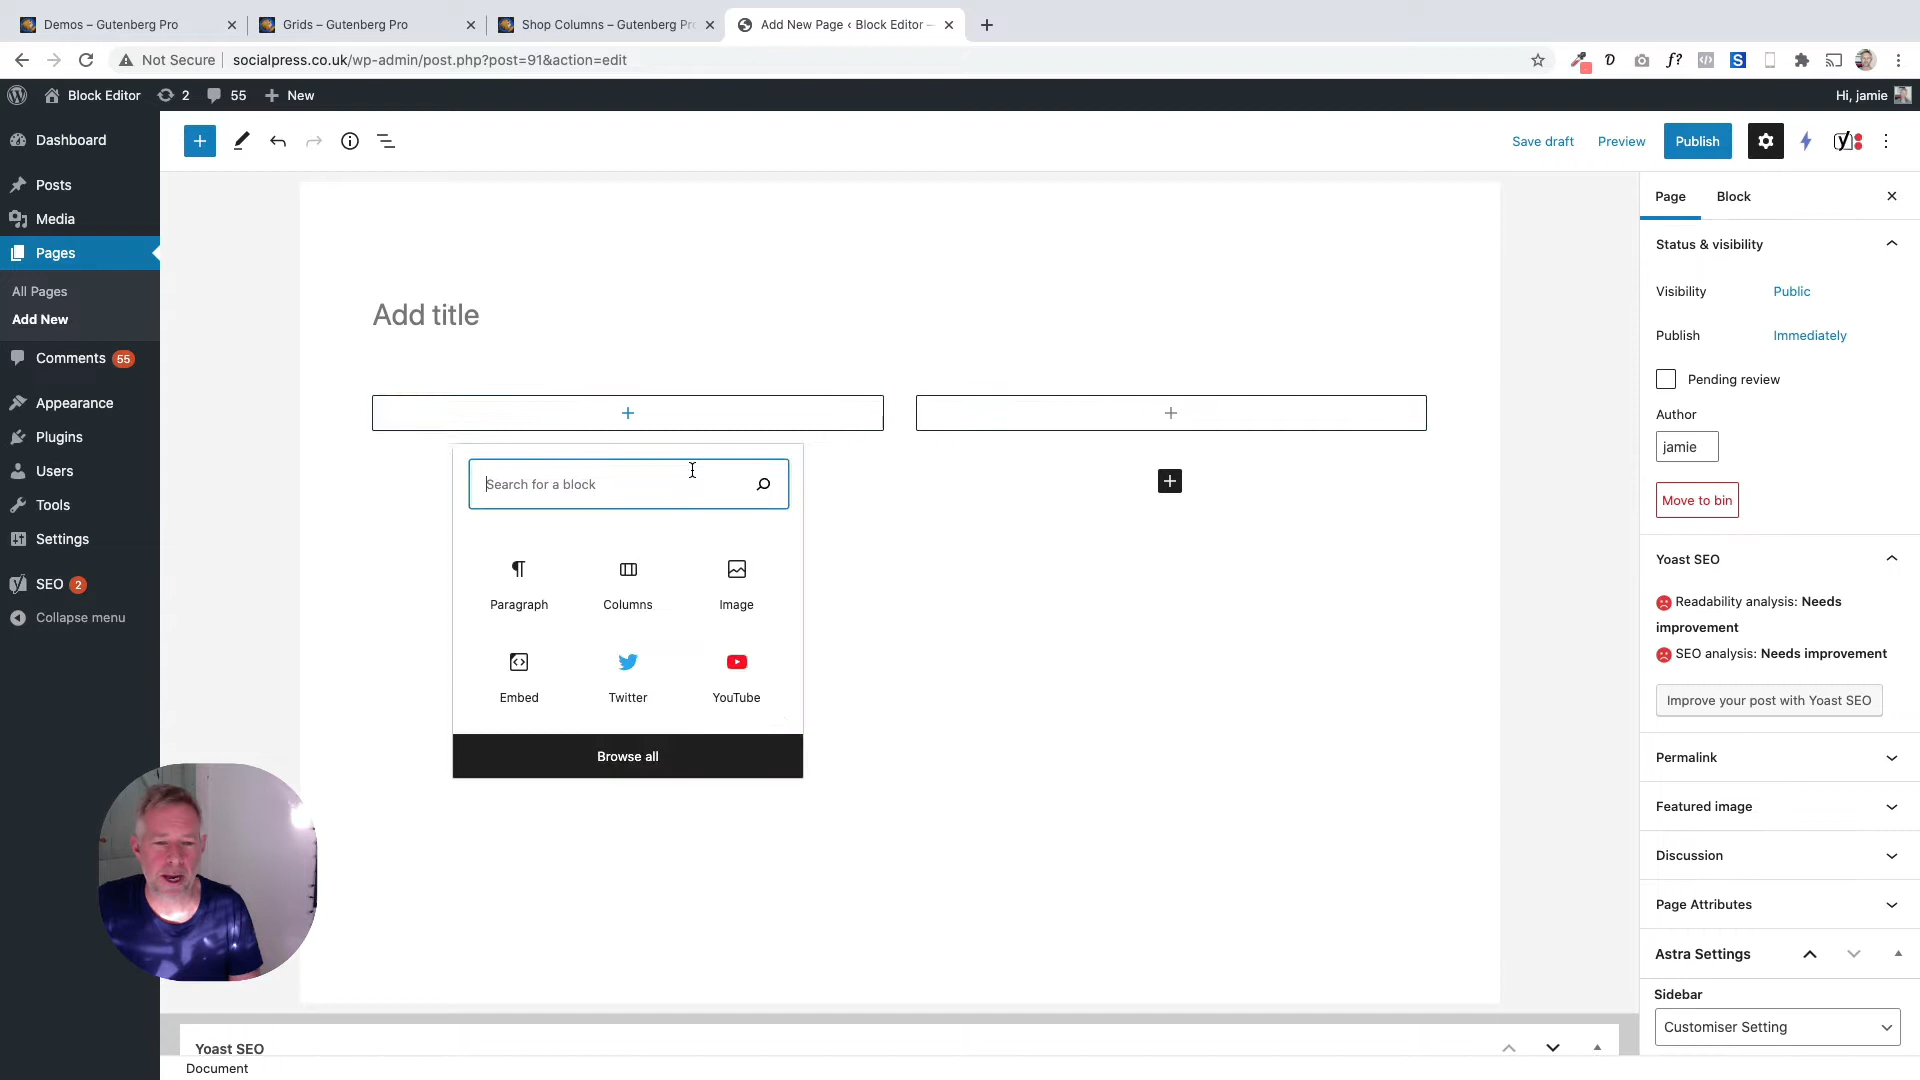 Demos – Gutenberg Pro
Grids – Gutenberg Pro
Shop Columns – Gutenberg Pr
Add New Page ‹ Block Editor –
Not Secure
socialpress.co.uk/wp-admin/post.php?post=91&action=edit
f?
Block Editor
2
55
New
Hi, jamie
Dashboard
Posts
Media
Pages
All Pages
Add New
Comments 55
Appearance
Plugins
Users
Tools
Settings
SEO 2
Collapse menu
Save draft
Preview
Publish
Add title
Search for a block
Paragraph
Columns
Image
Embed
Twitter
YouTube
Browse all
Page
Block
Status & visibility
Visibility
Public
Publish
Immediately
Pending review
Author
jamie
Move to bin
Yoast SEO
Readability analysis: Needs
improvement
SEO analysis: Needs improvement
Improve your post with Yoast SEO
Permalink
Featured image
Discussion
Page Attributes
Astra Settings
Sidebar
Customiser Setting
Yoast SEO
Document